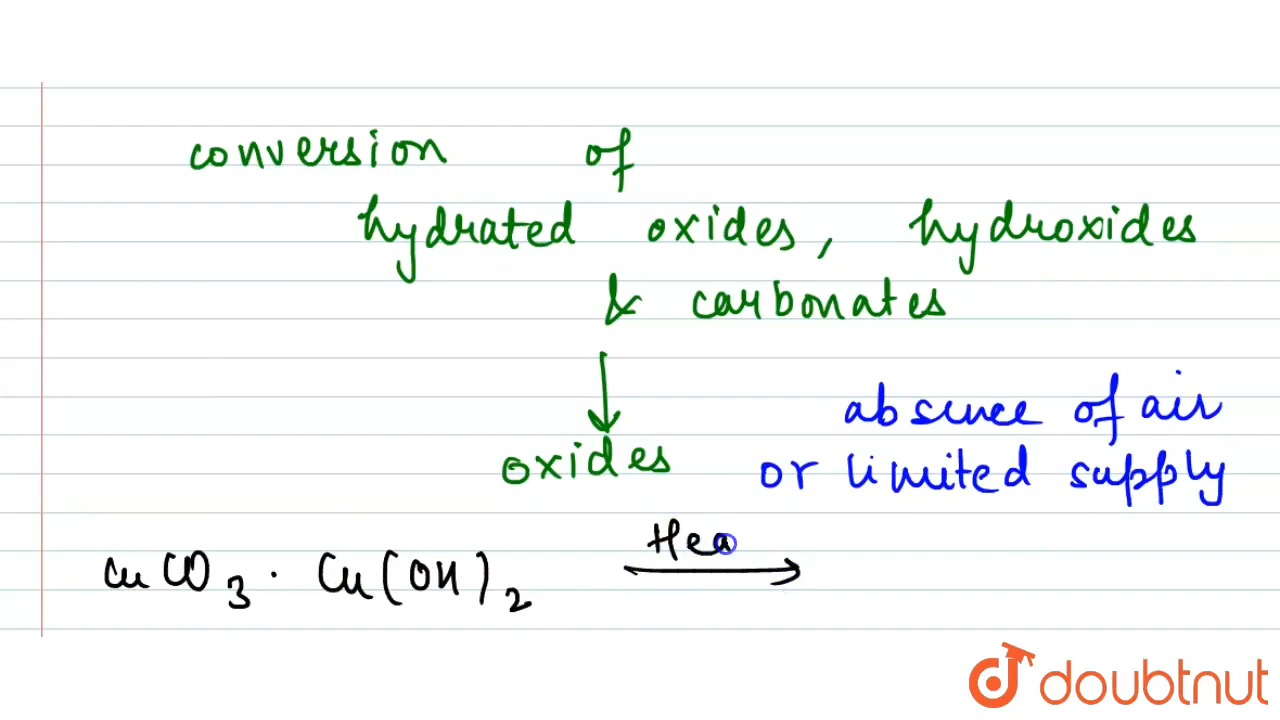 conversion of
hydrated oxides, hydroxides
& carbonates
↓
oxides
absence of air
or limited supply
CuCO3 · Cu(OH)2 Hea →
doubtnut